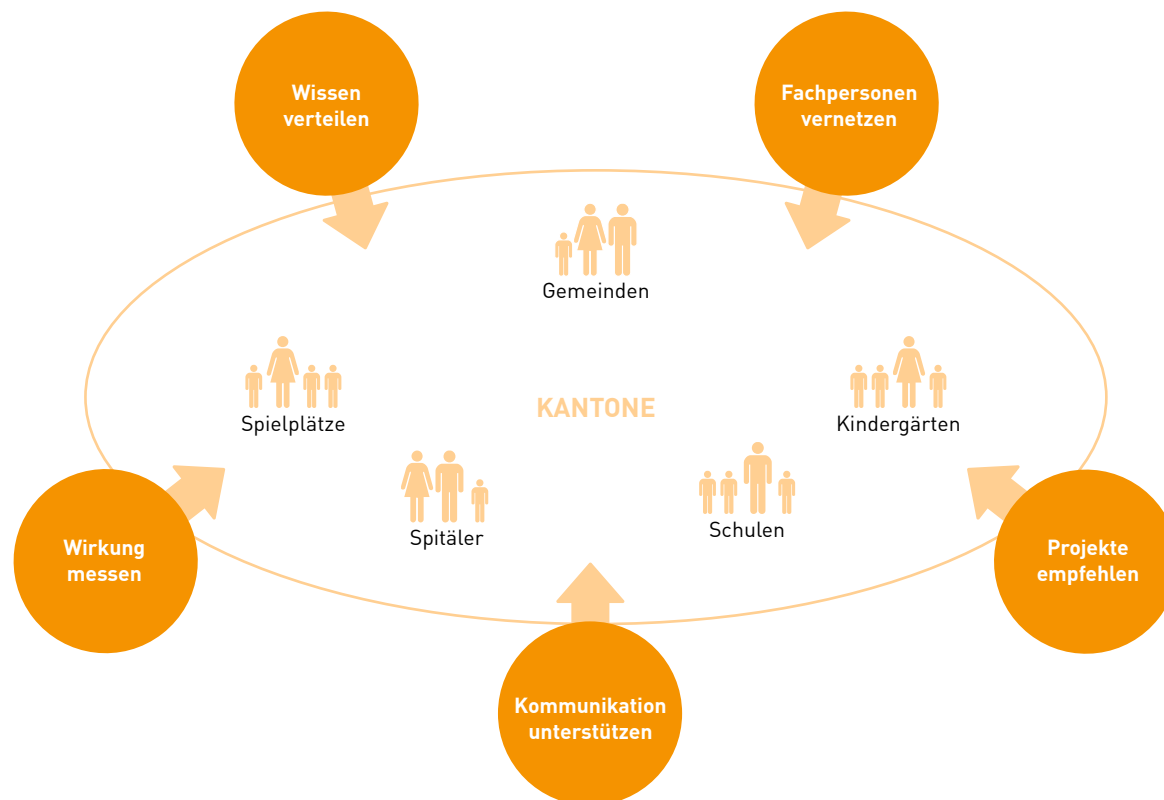 Wissen
verteilen
Fachpersonen
vernetzen
Gemeinden
Spielplätze
KANTONE
Kindergärten
Spitäler
Schulen
Wirkung
messen
Projekte
empfehlen
Kommunikation
unterstützen